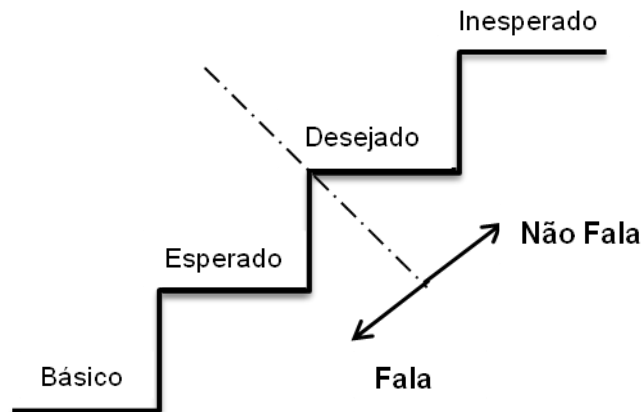 Inesperado
Desejado
Não Fala
Esperado
Básico
Fala